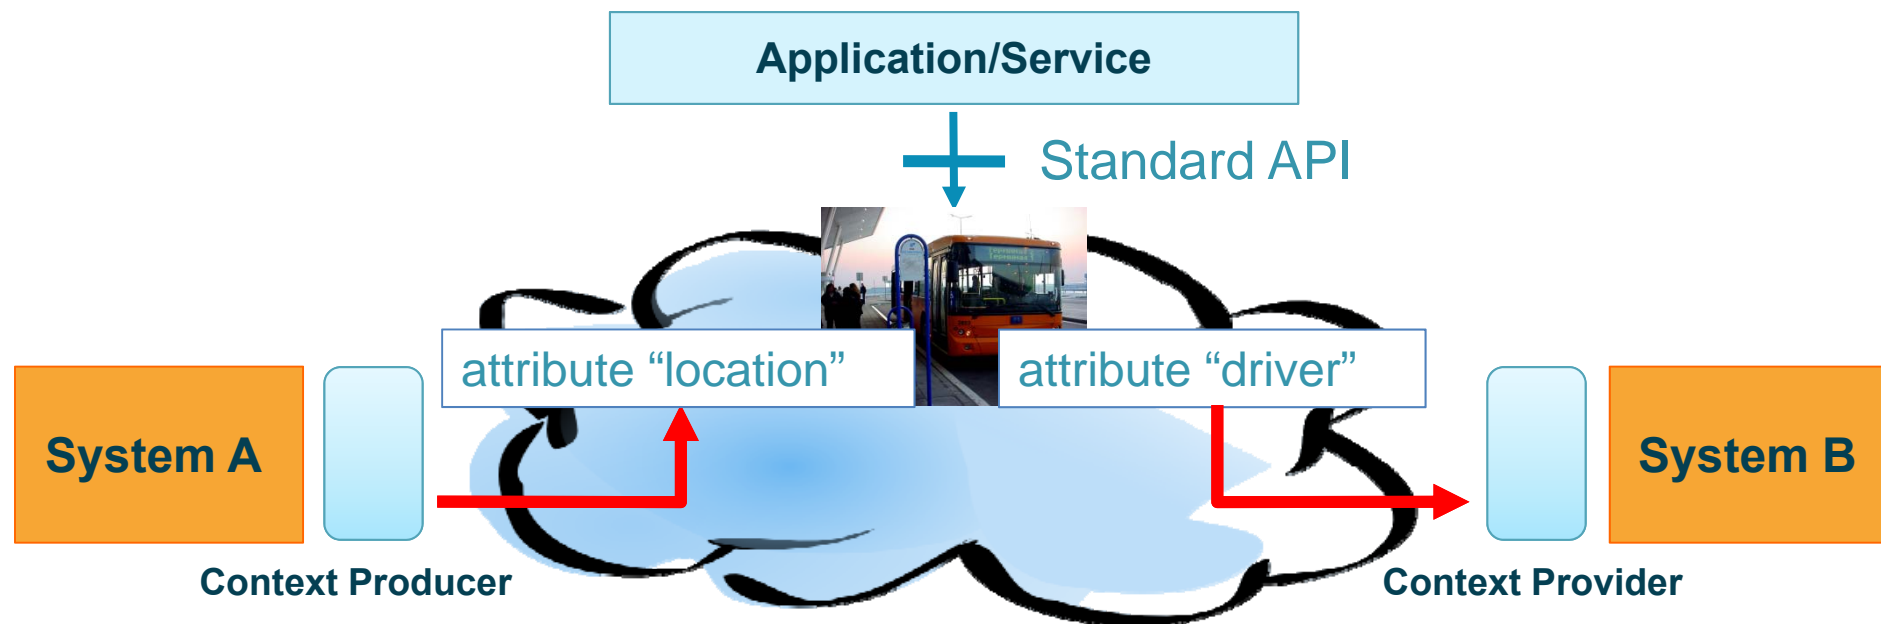 Application/Service
Standard API
attribute “location”
attribute “driver”
System A
System B
Context Producer
Context Provider